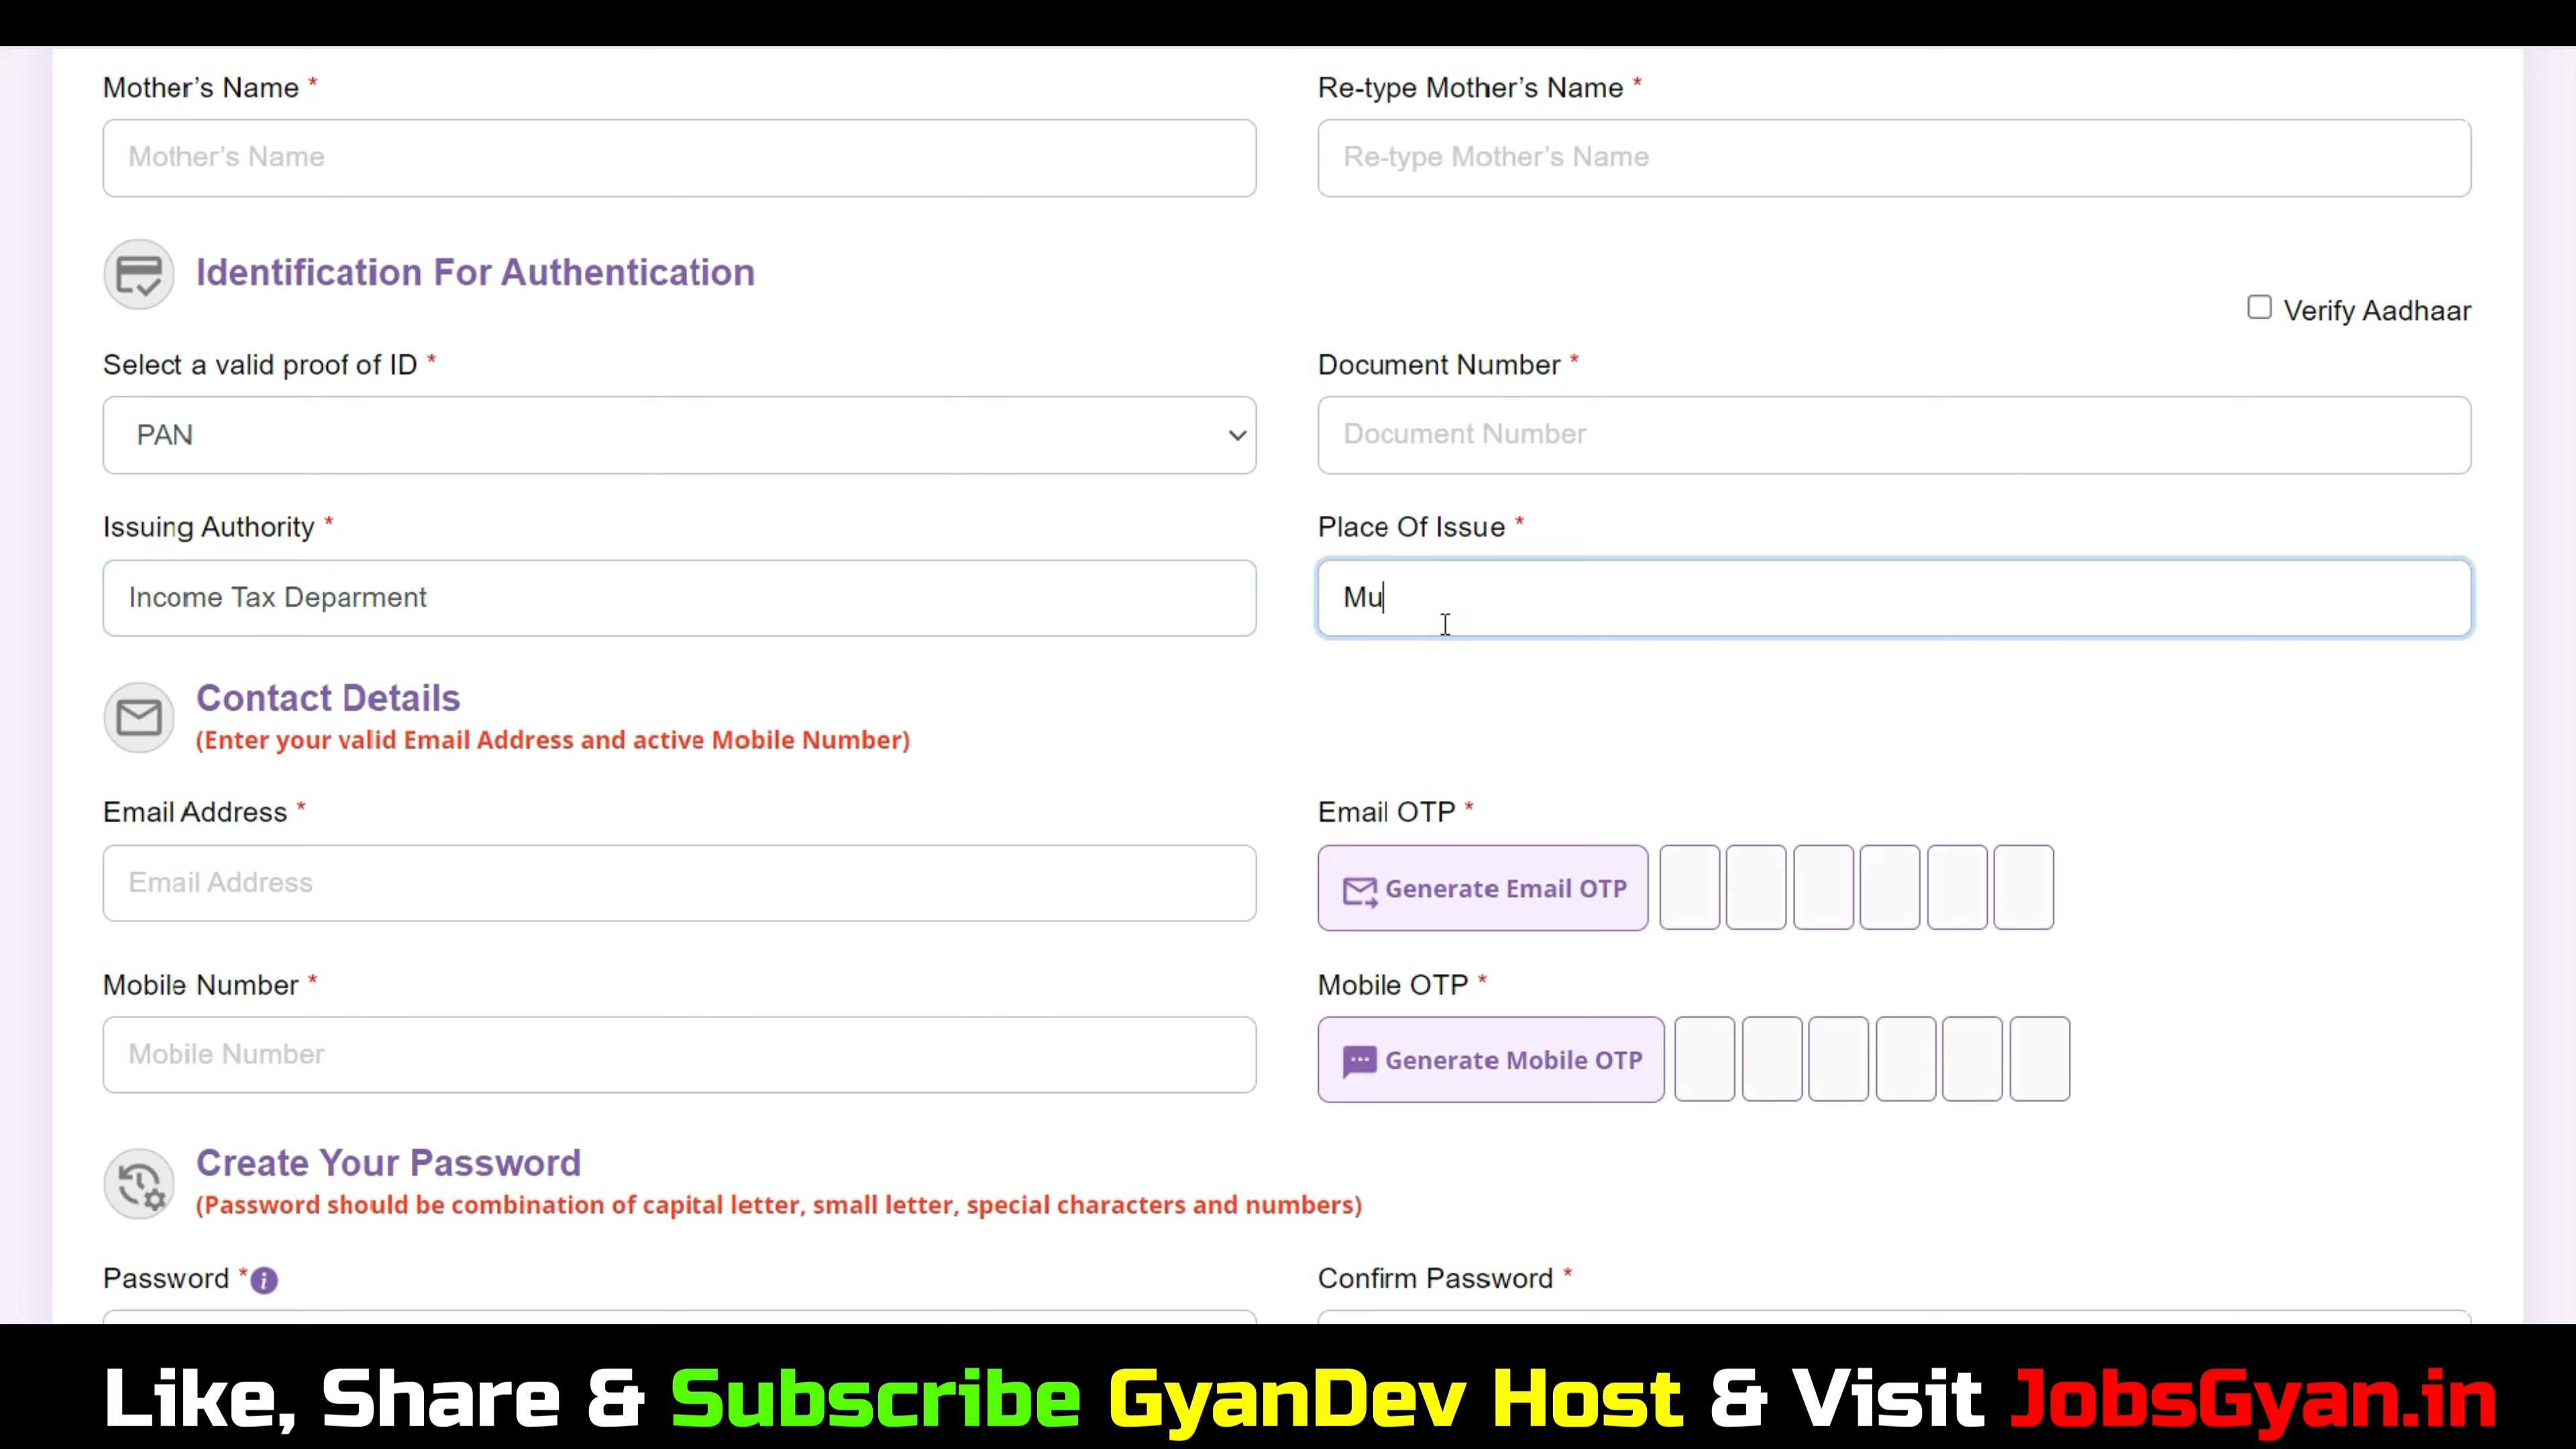 Mother’s Name *
Re-type Mother’s Name *
Mother’s Name
Re-type Mother’s Name
Identification For Authentication
Verify Aadhaar
Select a valid proof of ID *
Document Number *
PAN
Document Number
Issuing Authority *
Place Of Issue *
Income Tax Deparment
Mu
Contact Details
(Enter your valid Email Address and active Mobile Number)
Email Address *
Email OTP *
Email Address
Generate Email OTP
Mobile Number *
Mobile OTP *
Mobile Number
Generate Mobile OTP
Create Your Password
(Password should be combination of capital letter, small letter, special characters and numbers)
Password * i
Confirm Password *
Like, Share & Subscribe GyanDev Host & Visit JobsGyan.in